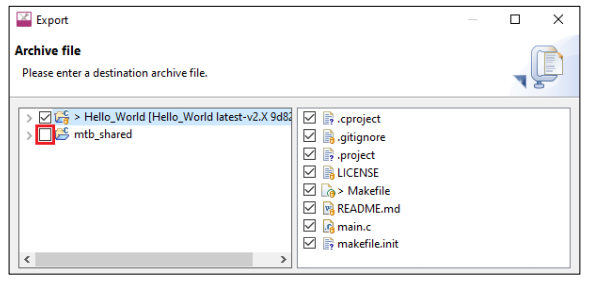 Export
Archive file
Please enter a destination archive file.
> Hello_World [Hello_World latest-v2.X 9d82
mtb_shared
.cproject
.gitignore
.project
LICENSE
> Makefile
README.md
main.c
makefile.init